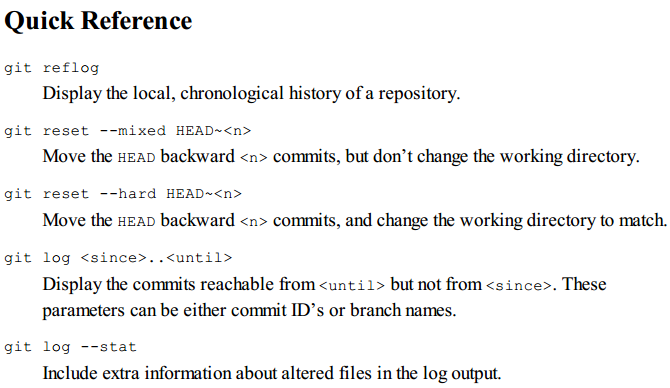 Quick Reference
git reflog
Display the local, chronological history of a repository.
git reset --mixed HEAD~<n>
Move the HEAD backward <n> commits, but don’t change the working directory.
git reset --hard HEAD~<n>
Move the HEAD backward <n> commits, and change the working directory to match.
git log <since>..<until>
Display the commits reachable from <until> but not from <since>. These
parameters can be either commit ID’s or branch names.
git log --stat
Include extra information about altered files in the log output.